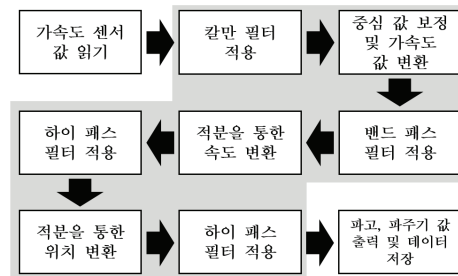 가속도 센서
값 읽기
칼만 필터
적용
중심 값 보정
및 가속도
값 변환
밴드 패스
필터 적용
적분을 통한
속도 변환
하이 패스
필터 적용
적분을 통한
위치 변환
하이 패스
필터 적용
파고, 파주기 값
출력 및 데이터
저장